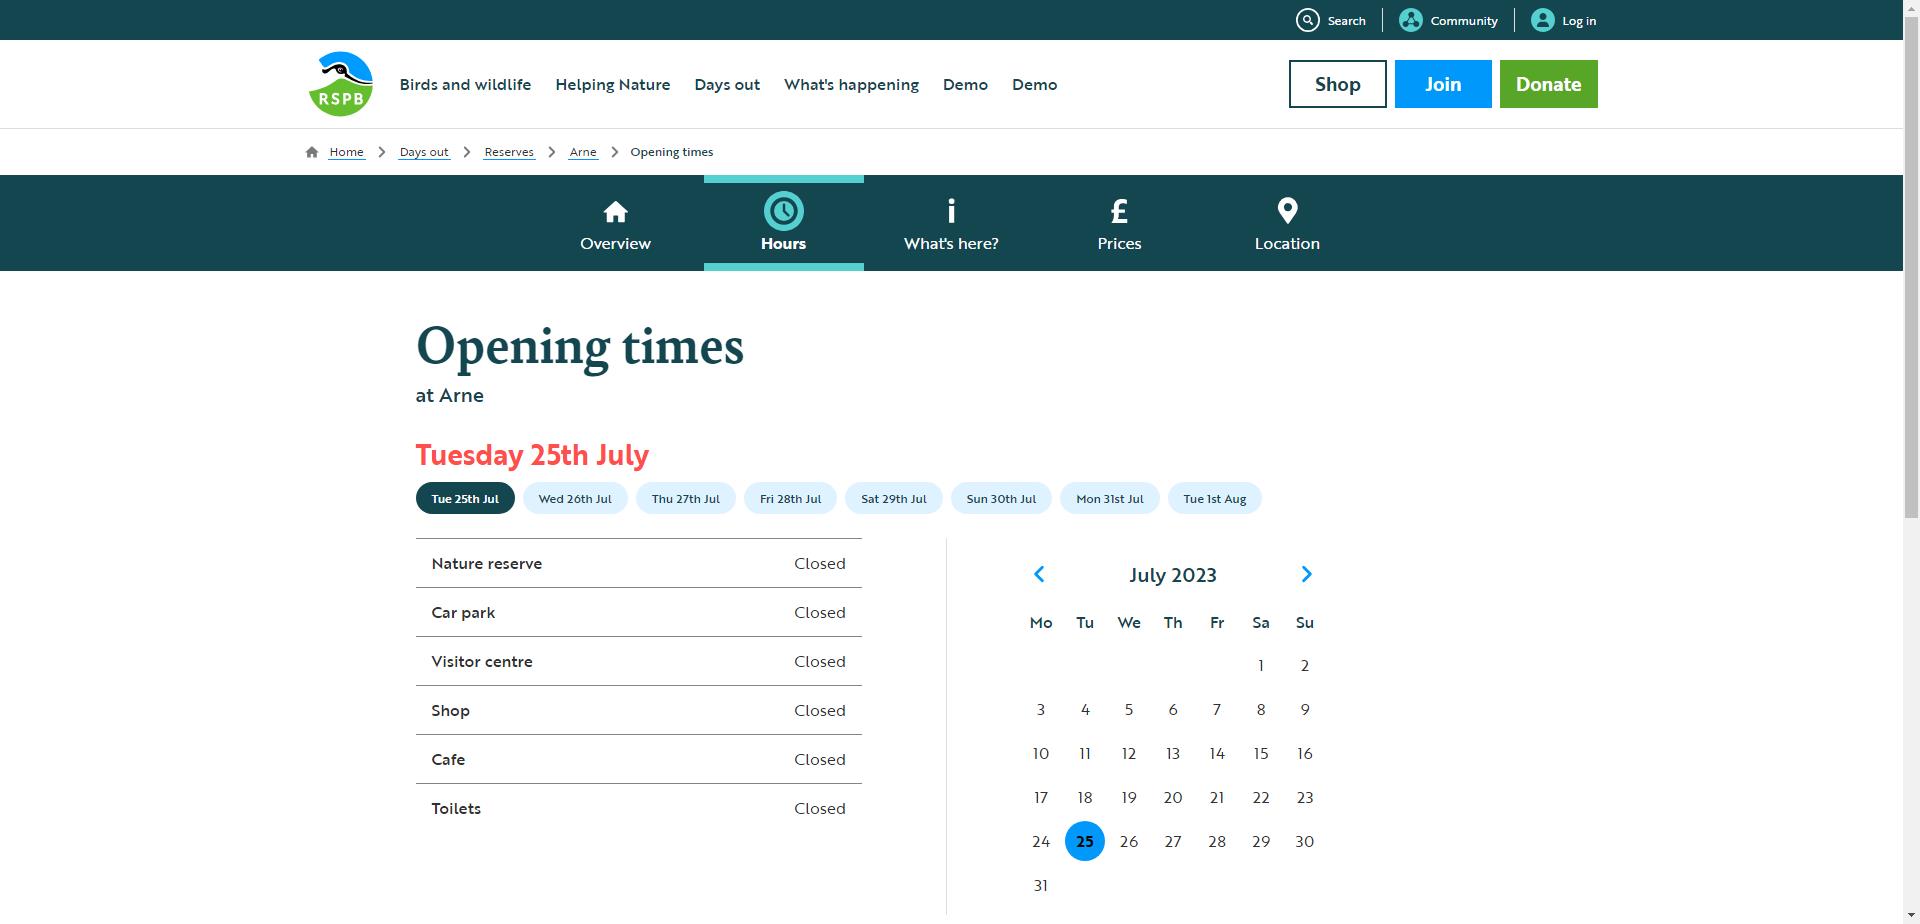 Search Community Log in
RSPB
Birds and wildlife Helping Nature Days out What's happening Demo Demo Shop Join Donate
Home Days out Reserves Arne Opening times
Overview Hours What's here? Prices Location
Opening times
at Arne
Tuesday 25th July
Tue 25th Jul Wed 26th Jul Thu 27th Jul Fri 28th Jul Sat 29th Jul Sun 30th Jul Mon 31st Jul Tue 1st Aug
Nature reserve Closed
Car park Closed
Visitor centre Closed
Shop Closed
Cafe Closed
Toilets Closed
July 2023
Mo Tu We Th Fr Sa Su
1 2
3 4 5 6 7 8 9
10 11 12 13 14 15 16
17 18 19 20 21 22 23
24 25 26 27 28 29 30
31